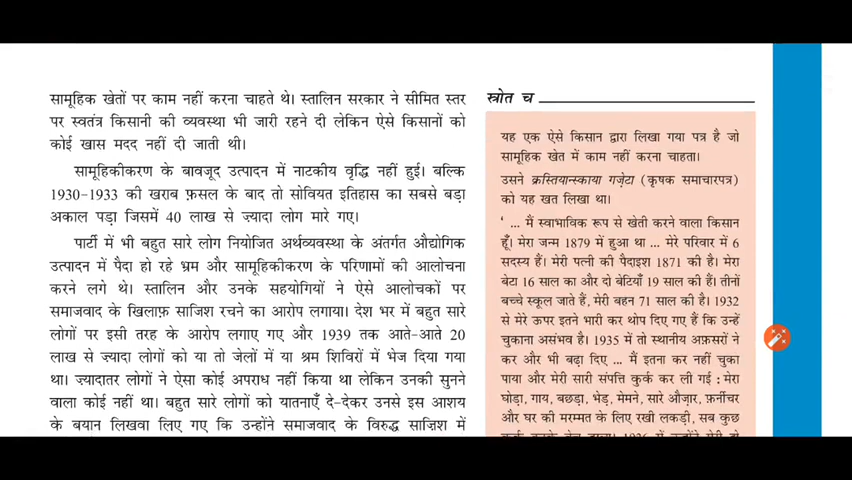 सामूहिक खेतों पर काम नहीं करना चाहते थे। स्तालिन सरकार ने सीमित स्तर
पर स्वतंत्र किसानी की व्यवस्था भी जारी रहने दी लेकिन ऐसे किसानों को
कोई खास मदद नहीं दी जाती थी।
सामूहिकीकरण के बावजूद उत्पादन में नाटकीय वृद्धि नहीं हुई। बल्कि
1930-1933 की खराब फ़सल के बाद तो सोवियत इतिहास का सबसे बड़ा
अकाल पड़ा जिसमें 40 लाख से ज्यादा लोग मारे गए।
पार्टी में भी बहुत सारे लोग नियोजित अर्थव्यवस्था के अंतर्गत औद्योगिक
उत्पादन में पैदा हो रहे भ्रम और सामूहिकीकरण के परिणामों की आलोचना
करने लगे थे। स्तालिन और उनके सहयोगियों ने ऐसे आलोचकों पर
समाजवाद के खिलाफ़ साजिश रचने का आरोप लगाया। देश भर में बहुत सारे
लोगों पर इसी तरह के आरोप लगाए गए और 1939 तक आते-आते 20
लाख से ज्यादा लोगों को या तो जेलों में या श्रम शिविरों में भेज दिया गया
था। ज्यादातर लोगों ने ऐसा कोई अपराध नहीं किया था लेकिन उनकी सुनने
वाला कोई नहीं था। बहुत सारे लोगों को यातनाएँ दे-देकर उनसे इस आशय
के बयान लिखवा लिए गए कि उन्होंने समाजवाद के विरुद्ध साज़िश में
स्त्रोत च
यह एक ऐसे किसान द्वारा लिखा गया पत्र है जो
सामूहिक खेत में काम नहीं करना चाहता।
उसने क्रस्तियान्स्काया गज़ेटा (कृषक समाचारपत्र)
को यह खत लिखा था।
' ... मैं स्वाभाविक रूप से खेती करने वाला किसान
हूँ। मेरा जन्म 1879 में हुआ था ... मेरे परिवार में 6
सदस्य हैं। मेरी पत्नी की पैदाइश 1871 की है। मेरा
बेटा 16 साल का और दो बेटियाँ 19 साल की हैं। तीनों
बच्चे स्कूल जाते हैं, मेरी बहन 71 साल की है। 1932
से मेरे ऊपर इतने भारी कर थोप दिए गए हैं कि उन्हें
चुकाना असंभव है। 1935 में तो स्थानीय अफ़सरों ने
कर और भी बढ़ा दिए ... मैं इतना कर नहीं चुका
पाया और मेरी सारी संपत्ति कुर्क कर ली गई : मेरा
घोड़ा, गाय, बछड़ा, भेड़, मेमने, सारे औज़ार, फ़र्नीचर
और घर की मरम्मत के लिए रखी लकड़ी, सब कुछ